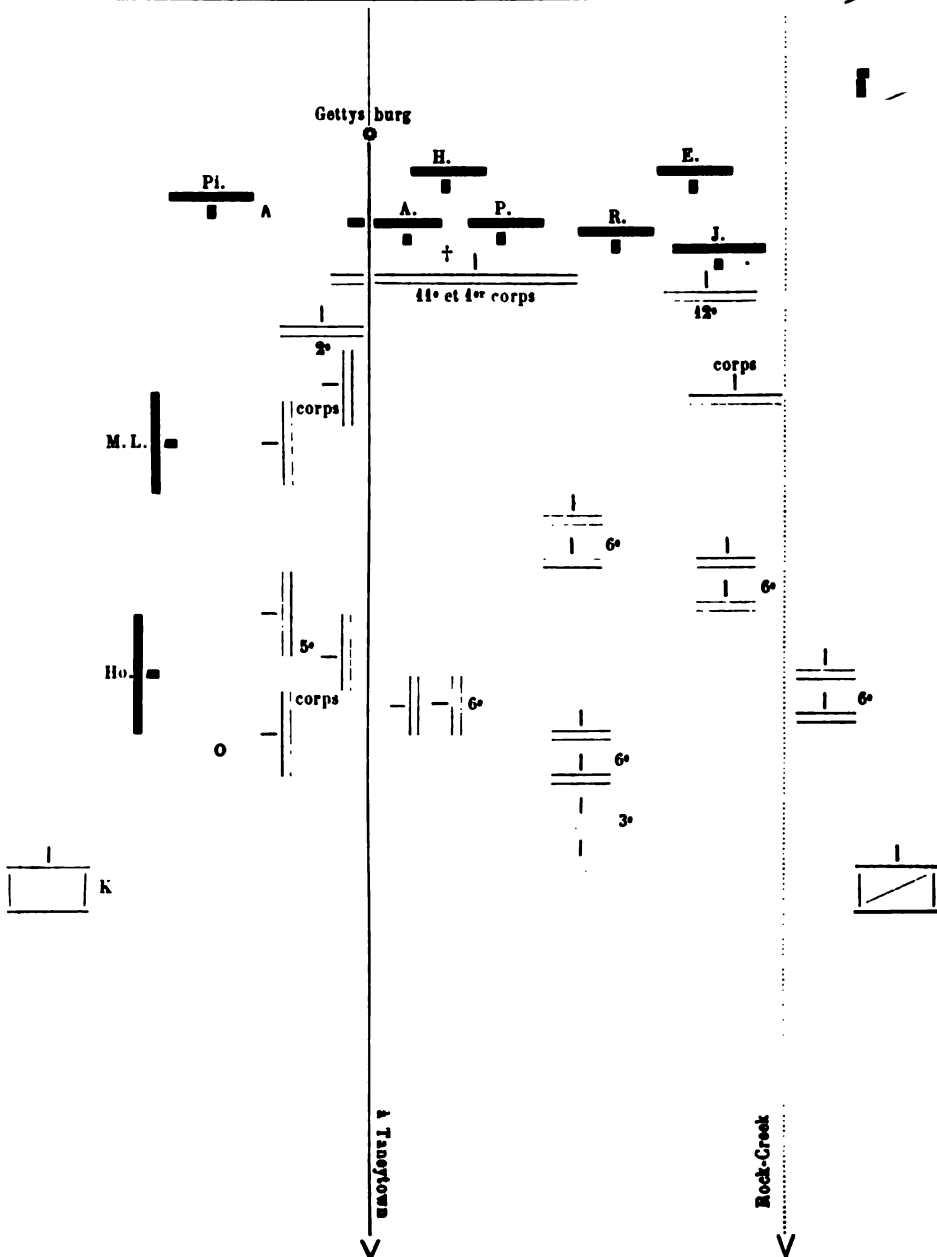 Gettysburg
H.
E.
Pi.
A
A.
P.
R.
J.
†
11e et 1er corps
12e
2e
corps
corps
M. L.
6e
6e
5e
Ho.
6e
corps
6e
O
6e
3e
K
A Taneytown
Rock-Creek